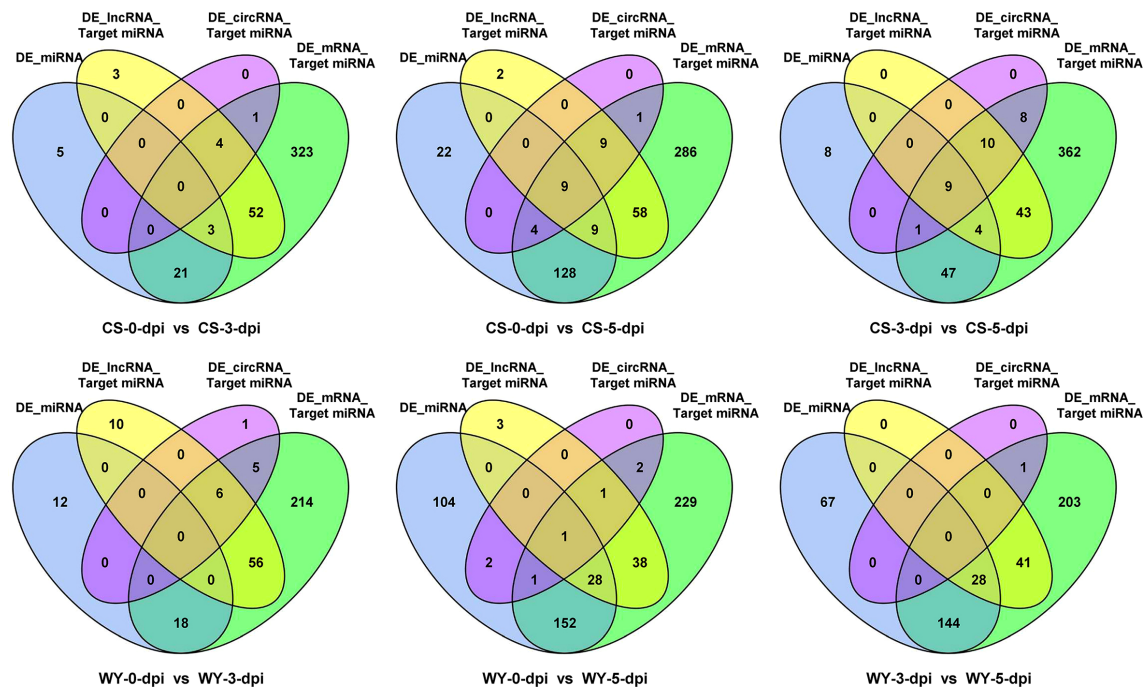 DE_lncRNA_
Target miRNA
DE_circRNA_
Target miRNA
DE_miRNA
DE_mRNA_
Target miRNA
3
0
0
0
1
5
0
4
323
0
0
52
0
3
21
CS-0-dpi vs CS-3-dpi
DE_lncRNA_
Target miRNA
DE_circRNA_
Target miRNA
DE_miRNA
DE_mRNA_
Target miRNA
2
0
0
0
1
22
0
9
286
9
0
58
4
9
128
CS-0-dpi vs CS-5-dpi
DE_lncRNA_
Target miRNA
DE_circRNA_
Target miRNA
DE_miRNA
DE_mRNA_
Target miRNA
0
0
0
0
8
8
0
10
362
9
0
43
1
4
47
CS-3-dpi vs CS-5-dpi
DE_lncRNA_
Target miRNA
DE_circRNA_
Target miRNA
DE_miRNA
DE_mRNA_
Target miRNA
10
1
0
0
5
12
0
6
214
0
0
56
0
0
18
WY-0-dpi vs WY-3-dpi
DE_lncRNA_
Target miRNA
DE_circRNA_
Target miRNA
DE_miRNA
DE_mRNA_
Target miRNA
3
0
0
0
2
104
0
1
229
1
2
38
1
28
152
WY-0-dpi vs WY-5-dpi
DE_lncRNA_
Target miRNA
DE_circRNA_
Target miRNA
DE_miRNA
DE_mRNA_
Target miRNA
0
0
0
0
1
67
0
0
203
0
0
41
0
28
144
WY-3-dpi vs WY-5-dpi